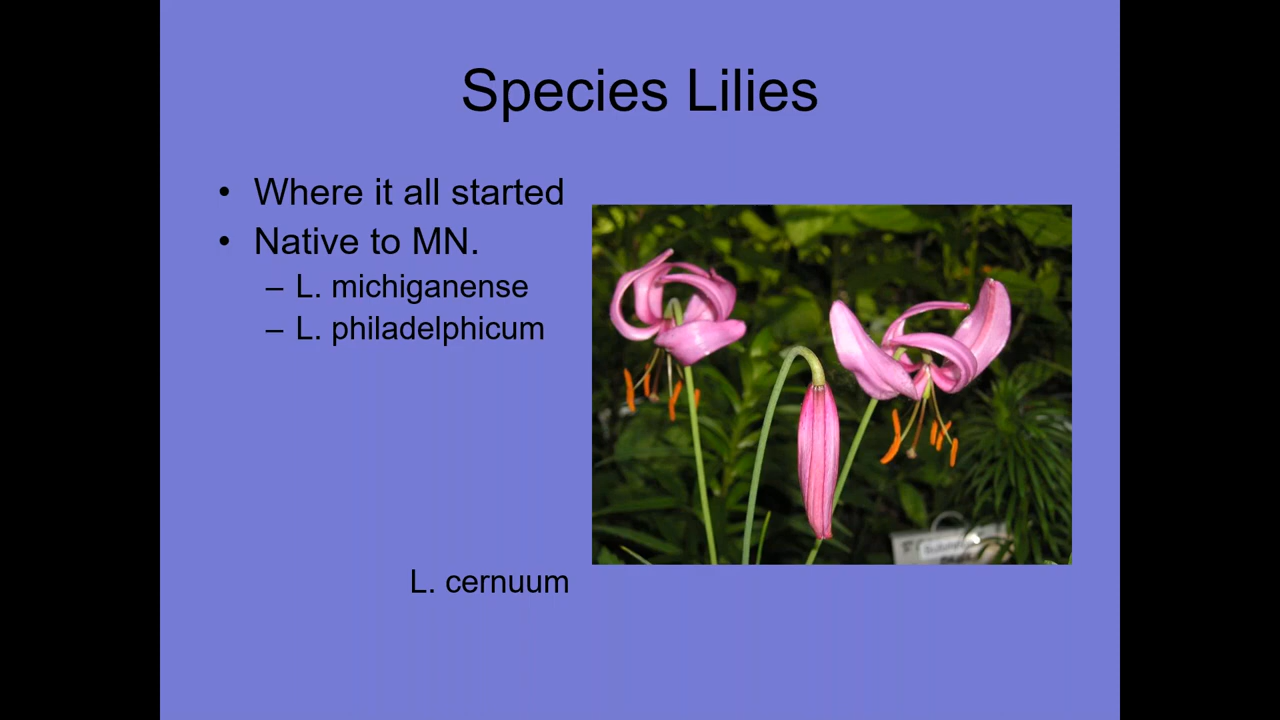 Species Lilies
• Where it all started
• Native to MN.
– L. michiganense
– L. philadelphicum
L. cernuum